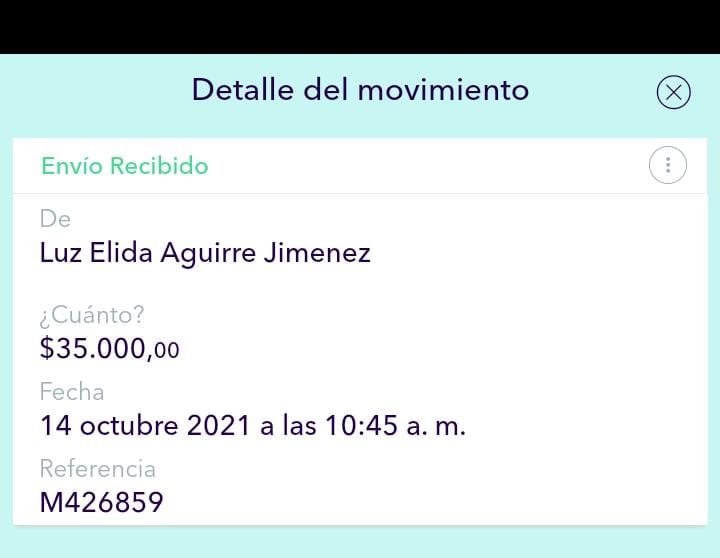 Detalle del movimiento
Envío Recibido
De
Luz Elida Aguirre Jimenez
¿Cuánto?
$35.000,00
Fecha
14 octubre 2021 a las 10:45 a. m.
Referencia
M426859